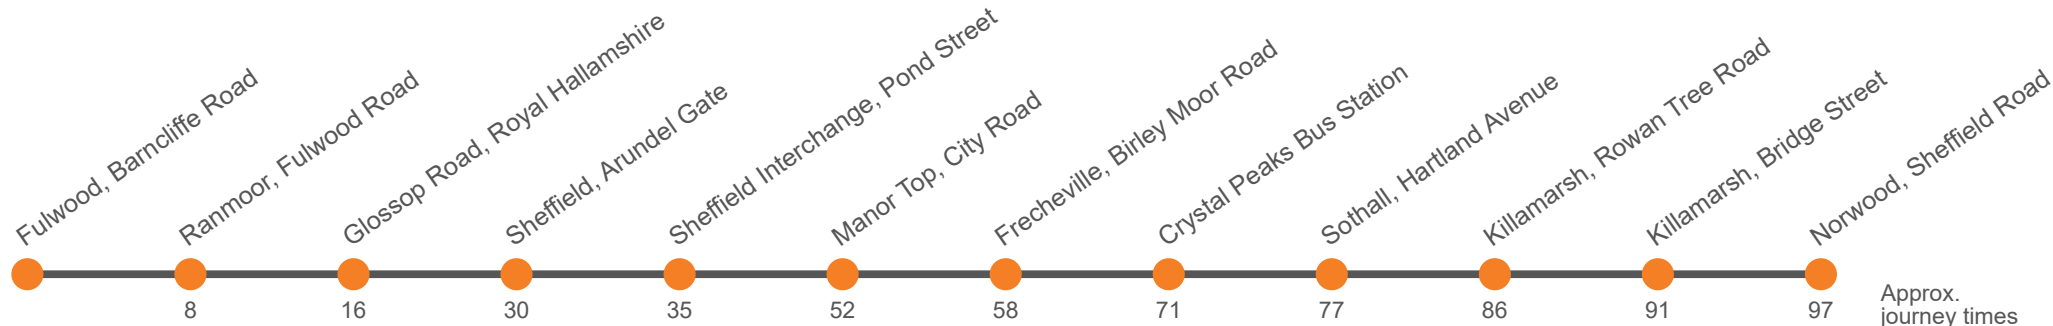 Fulwood, Barncliffe Road
Ranmoor, Fulwood Road
Glossop Road, Royal Hallamshire
Sheffield, Arundel Gate
Sheffield Interchange, Pond Street
Manor Top, City Road
Frecheville, Birley Moor Road
Crystal Peaks Bus Station
Sothall, Hartland Avenue
Killamarsh, Rowan Tree Road
Killamarsh, Bridge Street
Norwood, Sheffield Road
8 16 30 35 52 58 71 77 86 91 97
Approx.
journey times